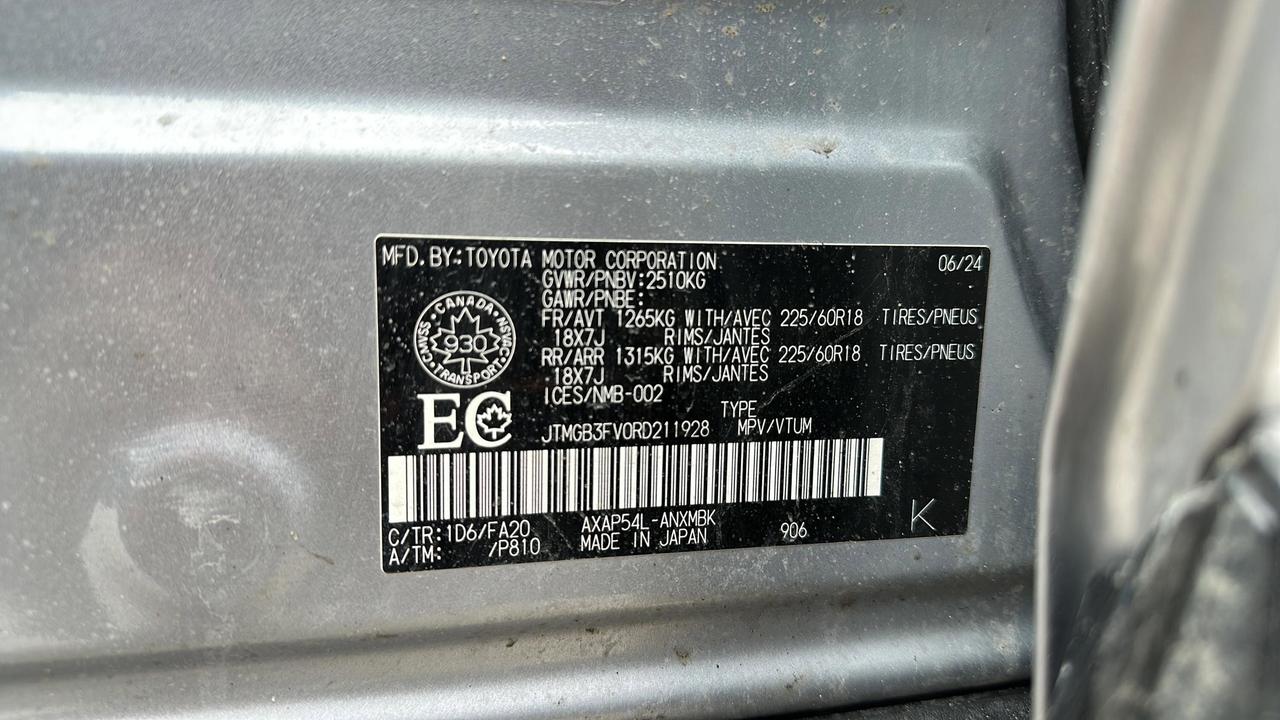 MFD. BY: TOYOTA MOTOR CORPORATION 06/24
GVWR/PNBV: 2510KG
GAWR/PNBE:
FR/AVT 1265KG WITH/AVEC 225/60R18 TIRES/PNEUS
18X7J RIMS/JANTES
RR/ARR 1315KG WITH/AVEC 225/60R18 TIRES/PNEUS
18X7J RIMS/JANTES
ICES/NMB-002
CANADA
CMVSS NSVAC
930
TRANSPORT
EC
TYPE
JTMGB3FV0RD211928 MPV/VTUM
C/TR: 1D6/FA20 AXAP54L-ANXMBK 906 K
A/TM: /P810 MADE IN JAPAN